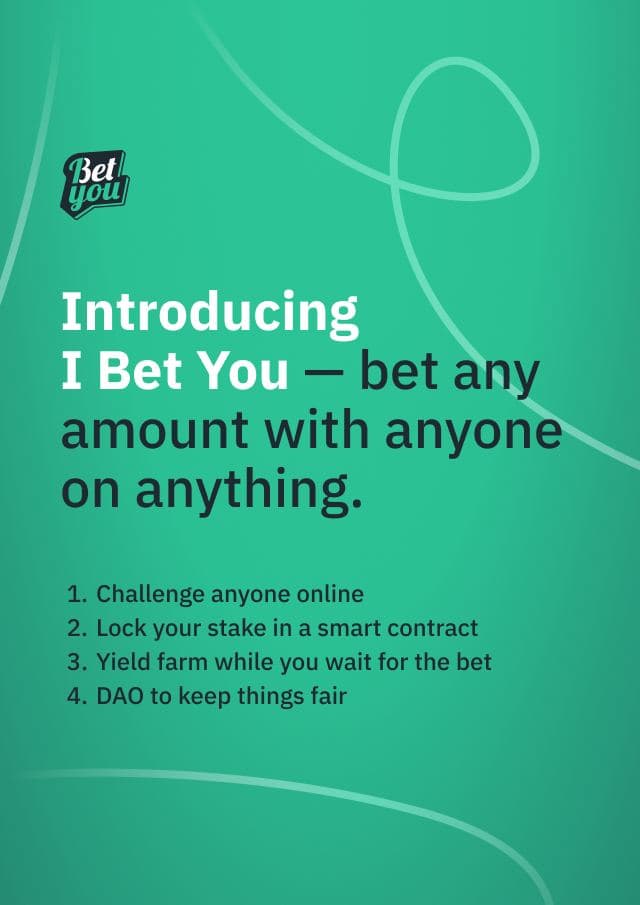 Bet
you
Introducing
I Bet You — bet any
amount with anyone
on anything.
1. Challenge anyone online
2. Lock your stake in a smart contract
3. Yield farm while you wait for the bet
4. DAO to keep things fair